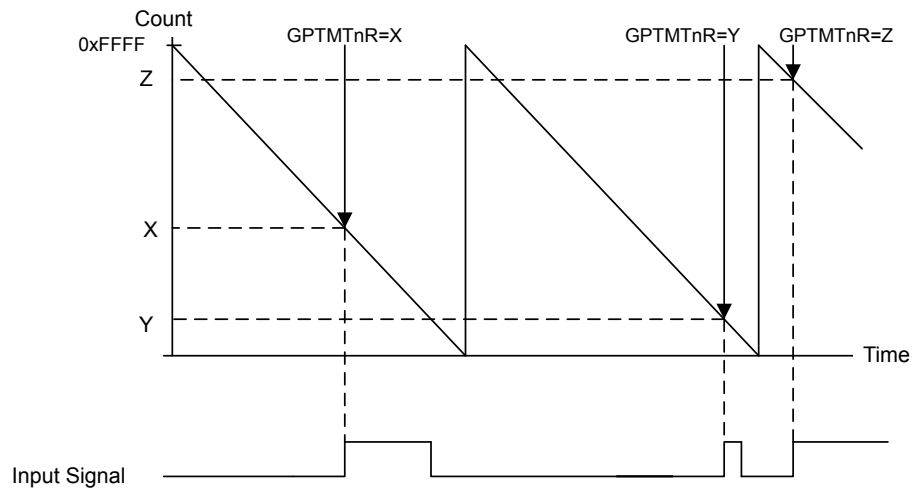 Count
0xFFFF
GPTMTnR=X
GPTMTnR=Y
GPTMTnR=Z
Z
X
Y
Time
Input Signal